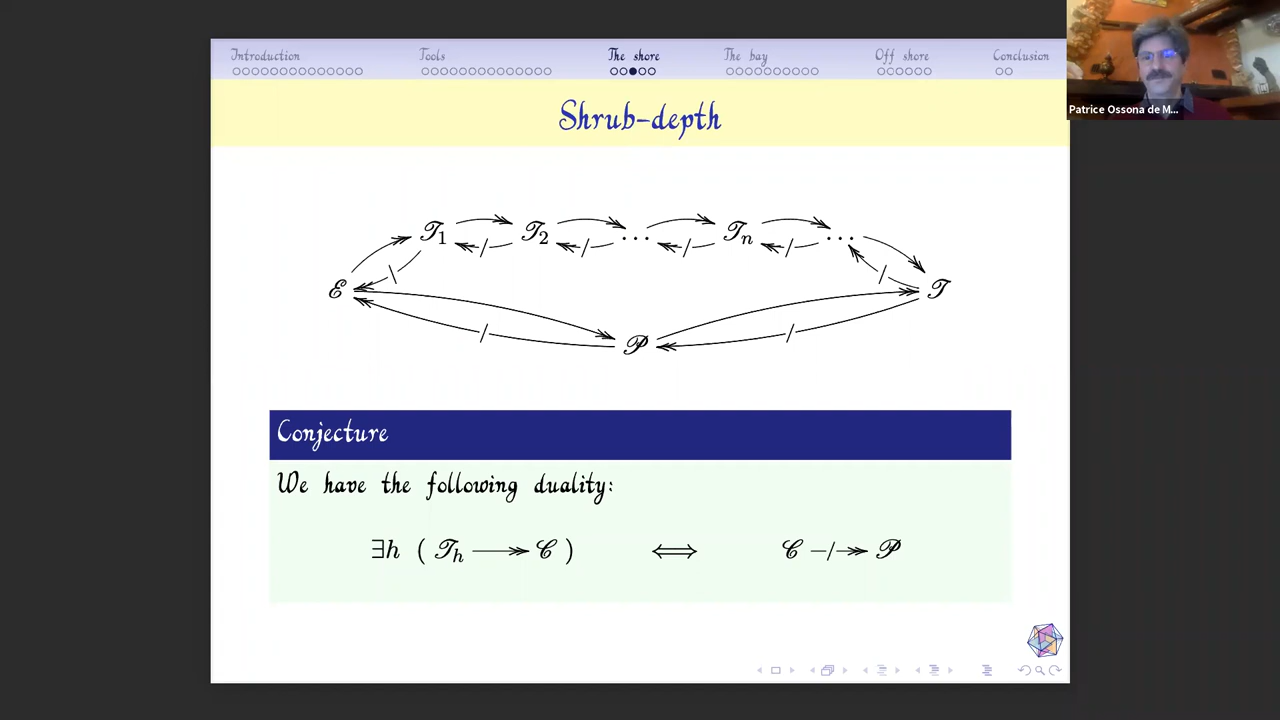 Introduction Tools The shore The bay Off shore Conclusion
Patrice Ossona de M...
Shrub-depth
𝒯₁ 𝒯₂ ... 𝒯ₙ ...
ℰ 𝒯
𝒫
Conjecture
We have the following duality:
∃h ( 𝒯ₕ ↠ 𝒞 ) ⟺ 𝒞 –/↠ 𝒫